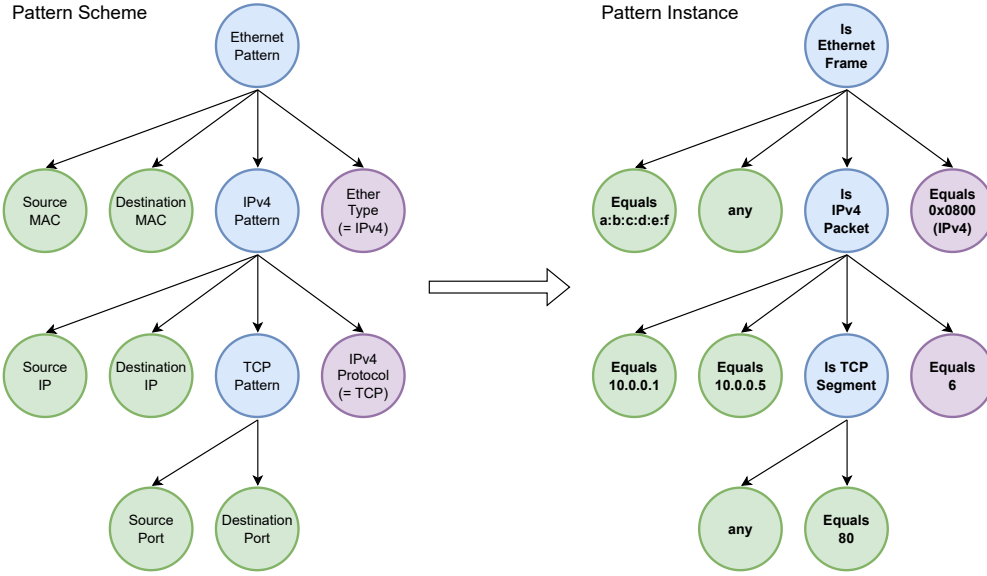 Pattern Scheme
Ethernet
Pattern
Source
MAC
Destination
MAC
IPv4
Pattern
Ether
Type
(= IPv4)
Source
IP
Destination
IP
TCP
Pattern
IPv4
Protocol
(= TCP)
Source
Port
Destination
Port
Pattern Instance
Is
Ethernet
Frame
Equals
a:b:c:d:e:f
any
Is
IPv4
Packet
Equals
0x0800
(IPv4)
Equals
10.0.0.1
Equals
10.0.0.5
Is TCP
Segment
Equals
6
any
Equals
80